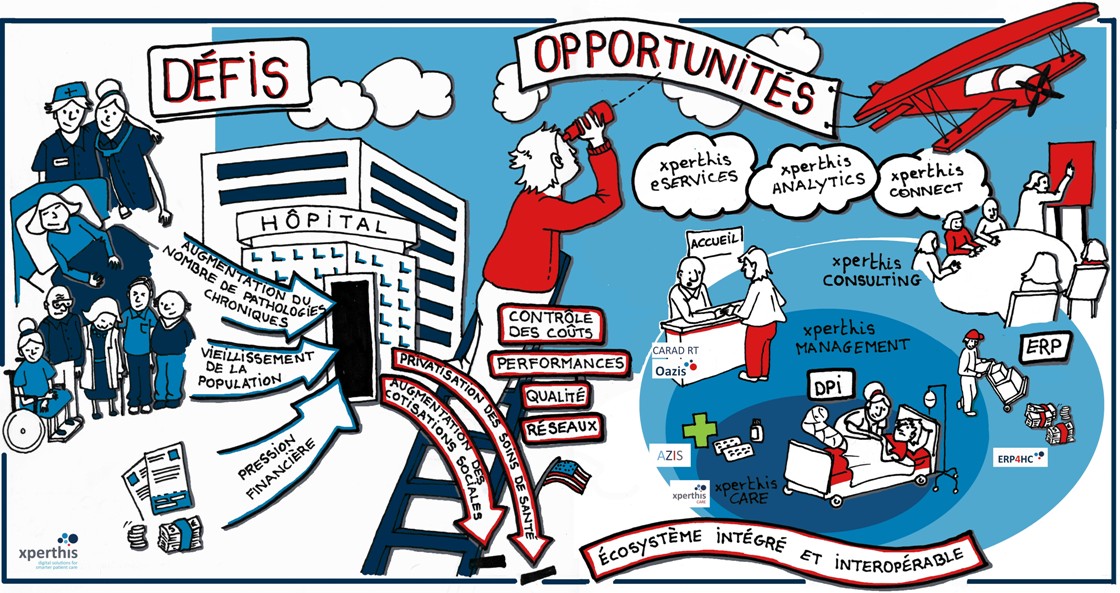 DÉFIS
HÔPITAL
AUGMENTATION DU
NOMBRE DE PATHOLOGIES
CHRONIQUES
VIEILLISSEMENT
DE LA
POPULATION
PRESSION
FINANCIÈRE
PRIVATISATION DES SOINS DE SANTÉ
AUGMENTATION DES
COTISATIONS SOCIALES
xperthis
digital solutions for
smarter patient care
OPPORTUNITÉS
CONTRÔLE
DES COÛTS
PERFORMANCES
QUALITÉ
RÉSEAUX
xperthis
eSERVICES
xperthis
ANALYTICS
xperthis
CONNECT
ACCUEIL
xperthis
CONSULTING
CARAD RT
Oazis
xperthis
MANAGEMENT
ERP
DPi
AZIS
xperthis
CARE
xperthis
CARE
ERP4HC
ÉCOSYSTÈME INTÉGRÉ ET INTEROPÉRABLE